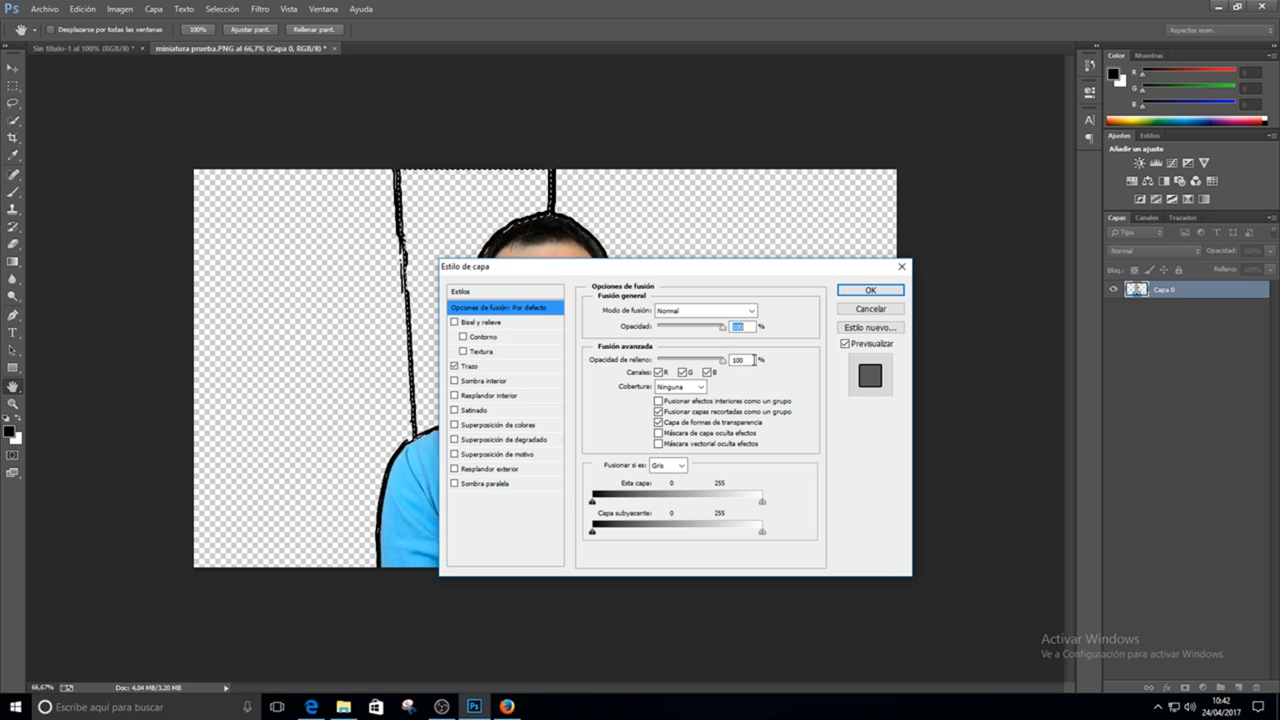 Ps Archivo Edición Imagen Capa Texto Selección Filtro Vista Ventana Ayuda
Desplazarse por todas las ventanas 100% Ajustar pant. Rellenar pant. Aspectos esen.
Sin título-1 al 100% (RGB/8) * × miniatura prueba.PNG al 66,7% (Capa 0, RGB/8) * ×
Color Muestras
R 0
G 0
B 0
Ajustes Estilos
Añadir un ajuste
Capas Canales Trazados
Tipo
Normal Opacidad: 100%
Bloq.: Relleno: 100%
Capa 0
Estilo de capa
Estilos
Opciones de fusión: Por defecto
Bisel y relieve
Contorno
Textura
Trazo
Sombra interior
Resplandor interior
Satinado
Superposición de colores
Superposición de degradado
Superposición de motivo
Resplandor exterior
Sombra paralela
Opciones de fusión
Fusión general
Modo de fusión: Normal
Opacidad: 100 %
Fusión avanzada
Opacidad de relleno: 100 %
Canales: R G B
Cobertura: Ninguna
Fusionar efectos interiores como un grupo
Fusionar capas recortadas como un grupo
Capa de formas de transparencia
Máscara de capa oculta efectos
Máscara vectorial oculta efectos
Fusionar si es: Gris
Esta capa: 0 255
Capa subyacente: 0 255
OK
Cancelar
Estilo nuevo...
Previsualizar
Activar Windows
Ve a Configuración para activar Windows.
66,67% Doc: 4,04 MB/3,20 MB
Escribe aquí para buscar
10:42
24/04/2017